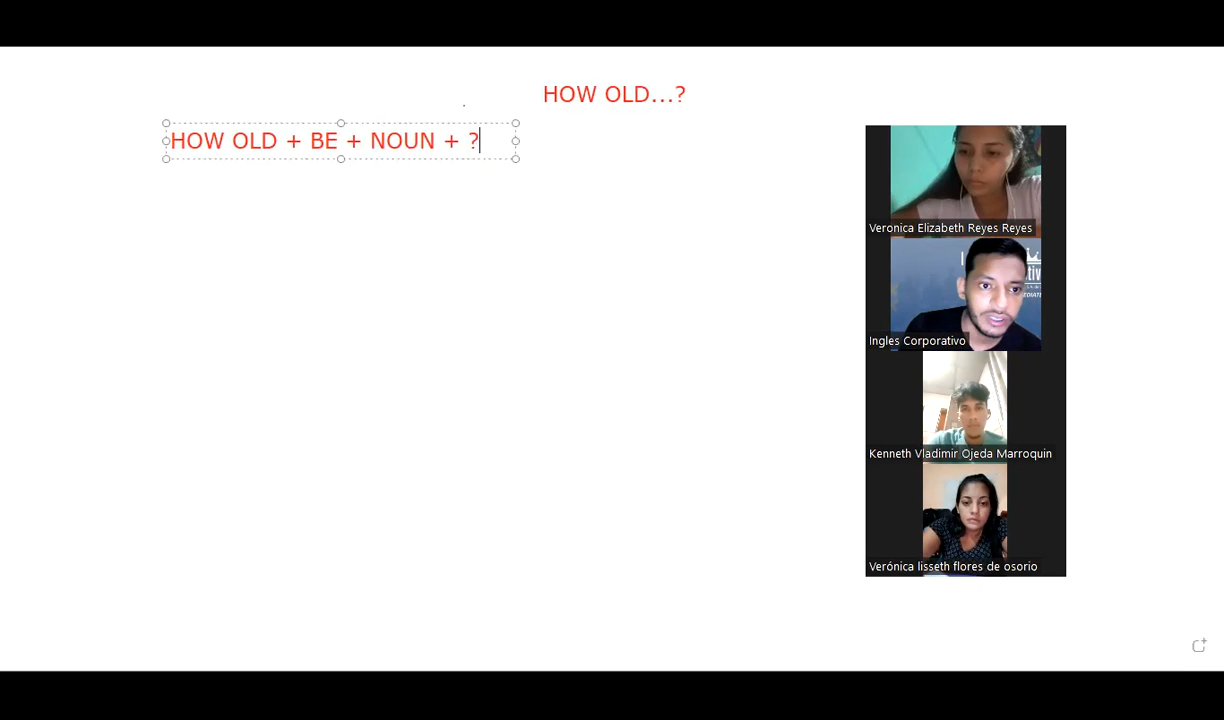 HOW OLD...?
HOW OLD + BE + NOUN + ?
Veronica Elizabeth Reyes Reyes
Ingles Corporativo
Kenneth Vladimir Ojeda Marroquin
Verónica lisseth flores de osorio